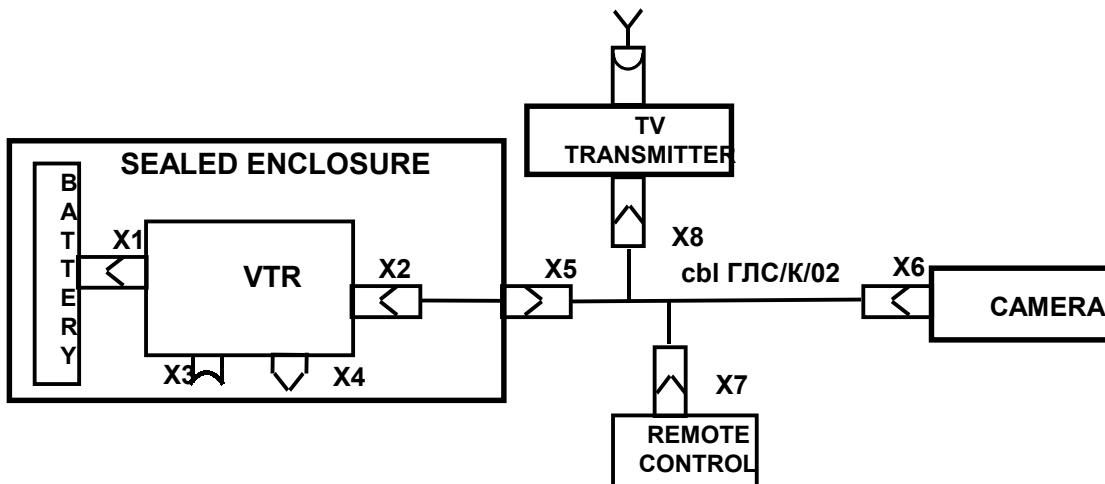 TV
TRANSMITTER
SEALED ENCLOSURE
BATTERY
X1
VTR
X2
X3
X4
X5
X8
cbl ГЛС/К/02
X6
CAMERA
X7
REMOTE
CONTROL